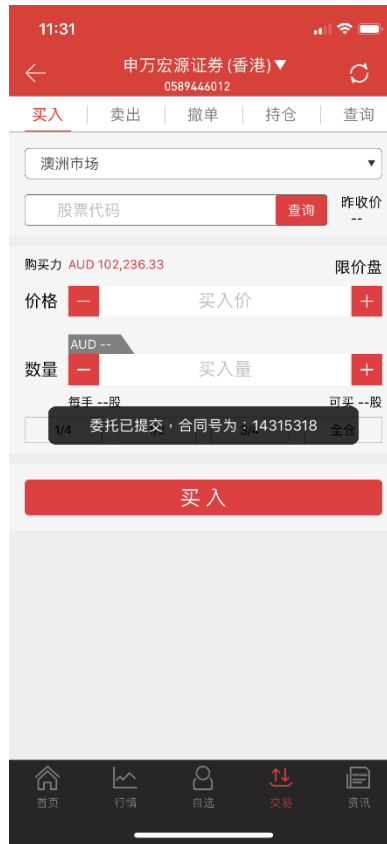 11:31
申万宏源证券 (香港)▼
0589446012
买入 卖出 撤单 持仓 查询
澳洲市场 ▼
股票代码 查询 昨收价
--
购买力 AUD 102,236.33 限价盘
价格 － 买入价 ＋
AUD --
数量 － 买入量 ＋
每手 --股 可买 --股
委托已提交，合同号为：14315318
1/4 3/4 全仓
买 入
首页 行情 自选 交易 资讯